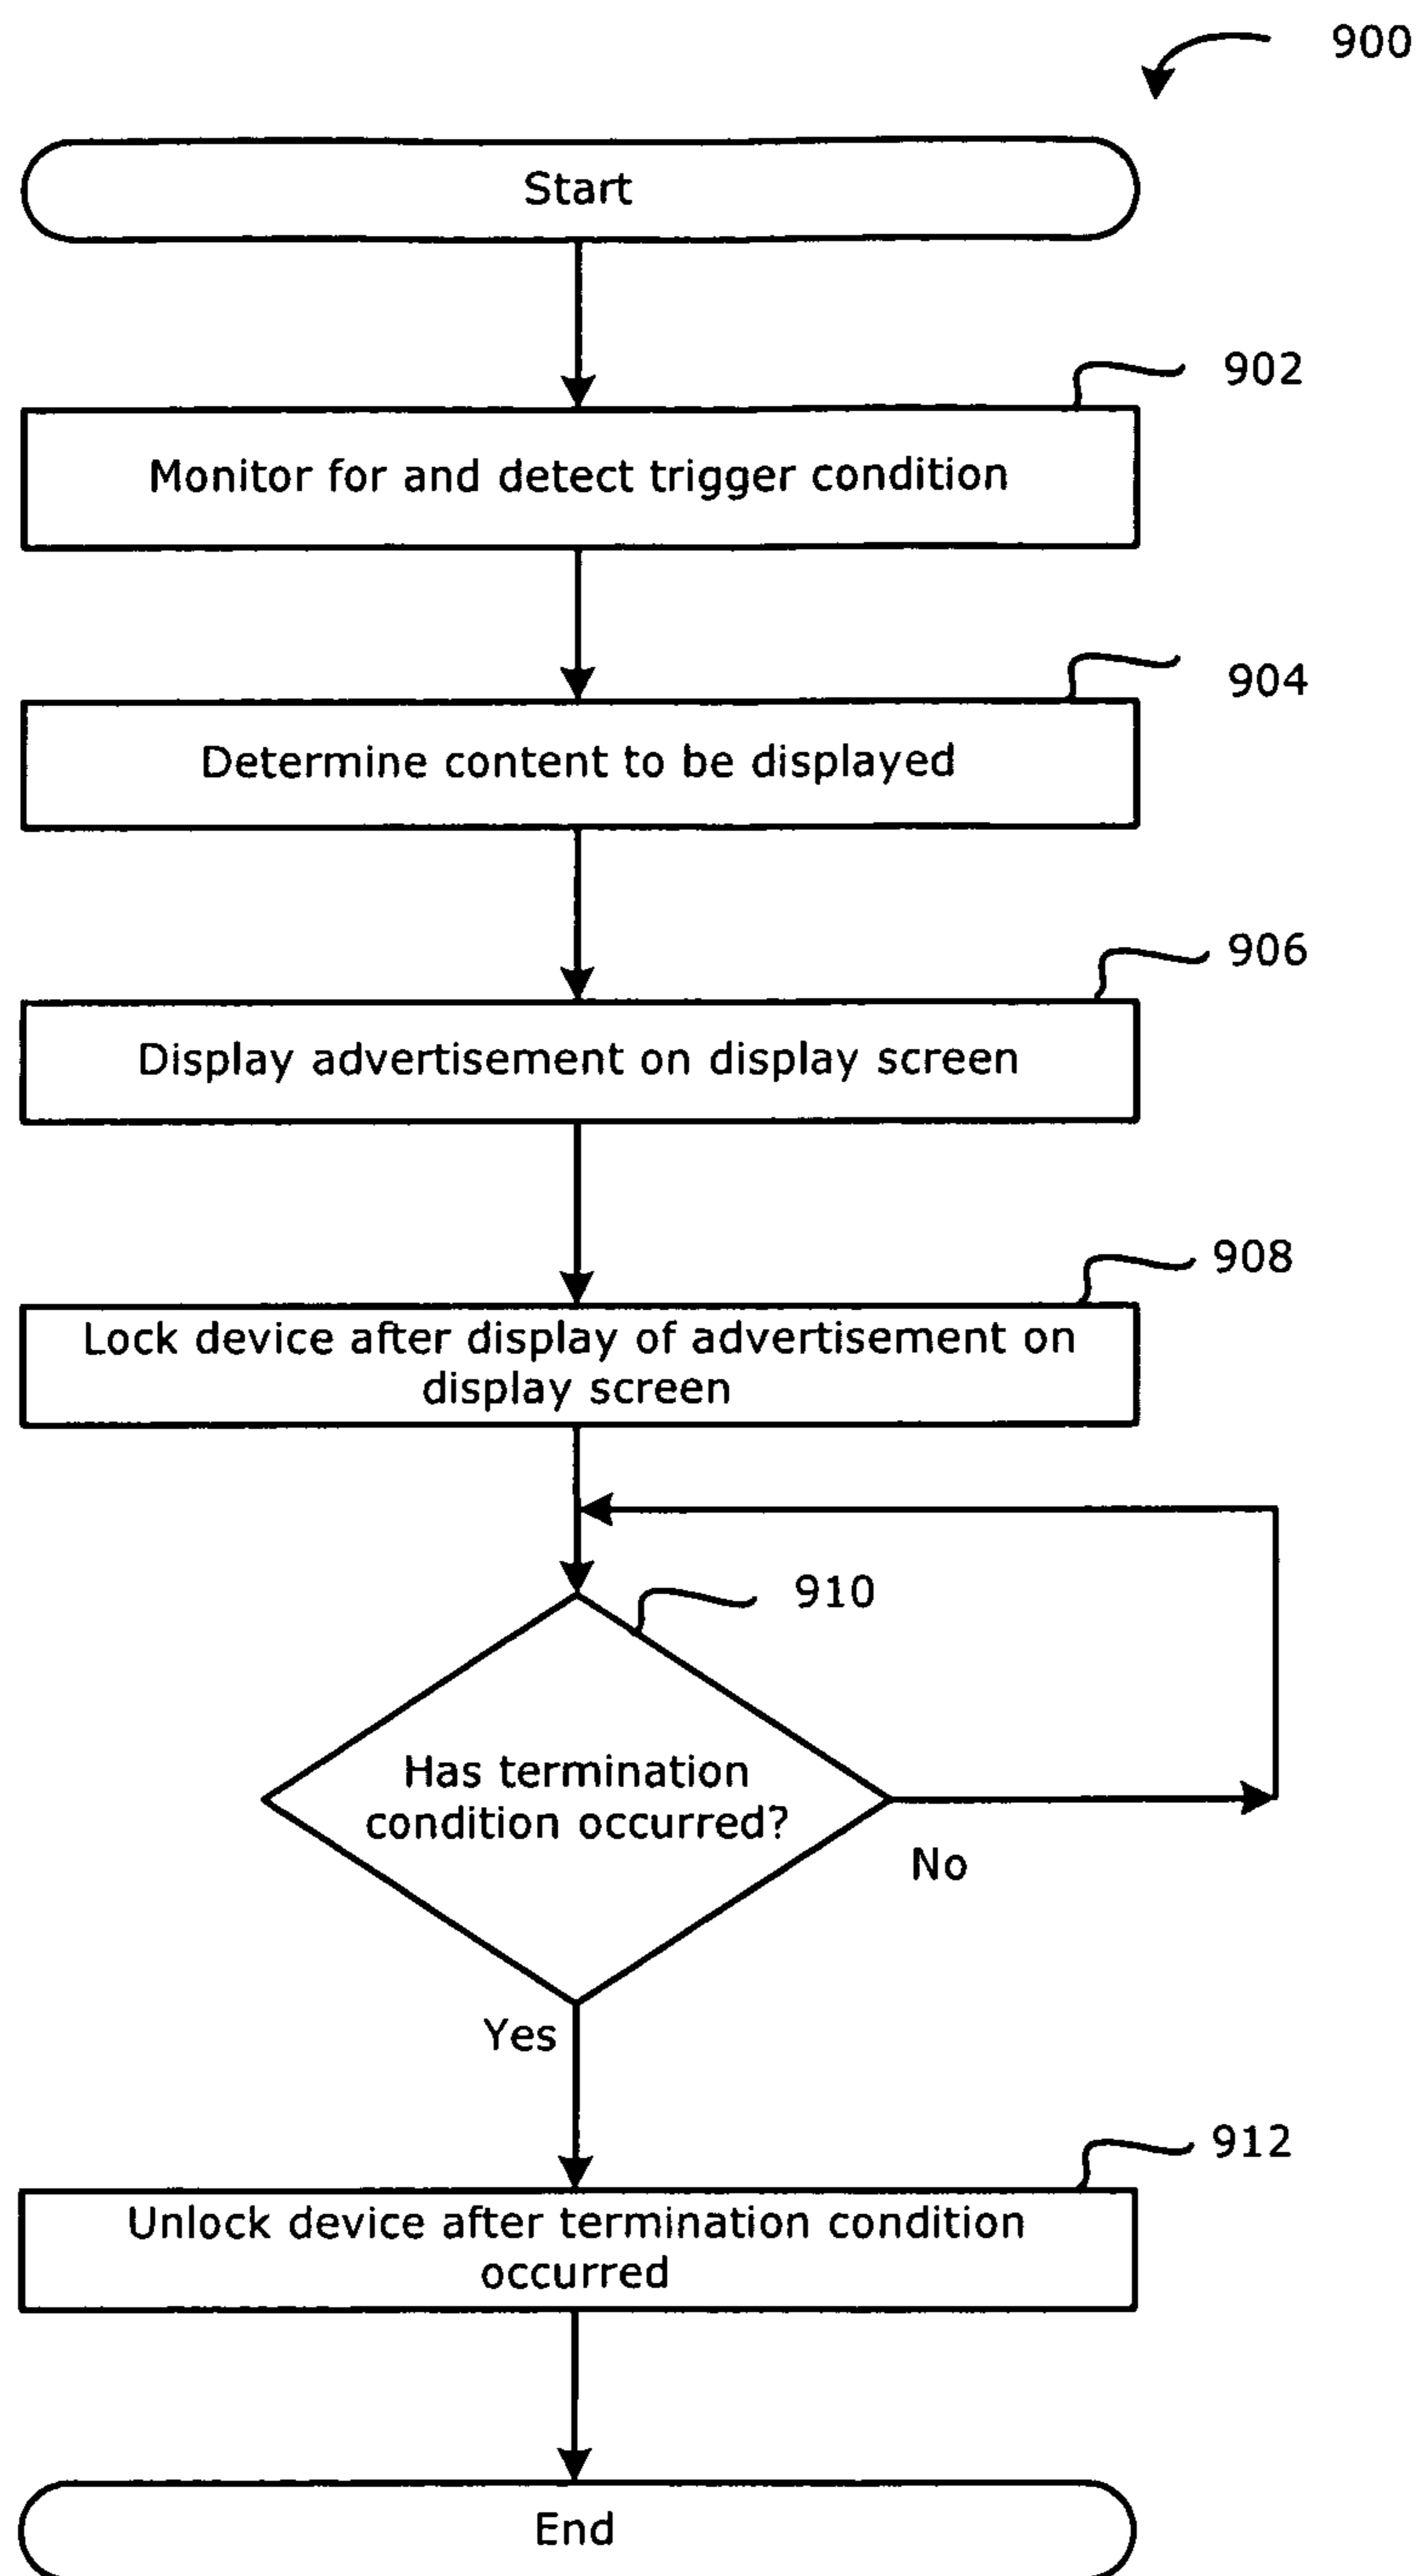 900
Start
902
Monitor for and detect trigger condition
904
Determine content to be displayed
906
Display advertisement on display screen
908
Lock device after display of advertisement on
display screen
910
Has termination
condition occurred?
No
Yes
912
Unlock device after termination condition
occurred
End